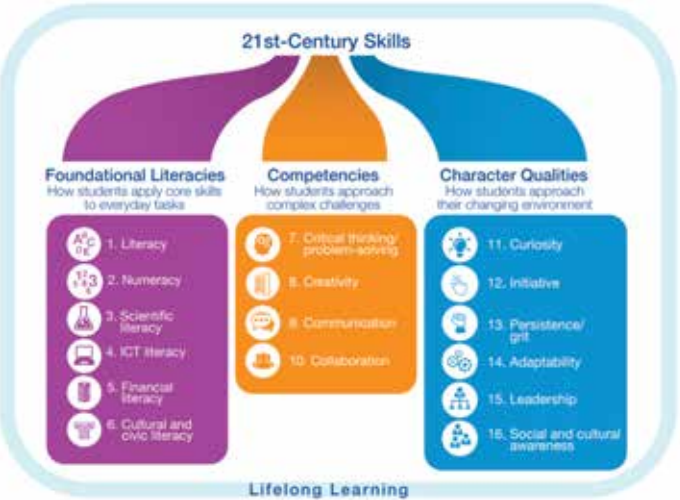 21st-Century Skills
Foundational Literacies
How students apply core skills
to everyday tasks
1. Literacy
2. Numeracy
3. Scientific
literacy
4. ICT literacy
5. Financial
literacy
6. Cultural and
civic literacy
Competencies
How students approach
complex challenges
7. Critical thinking/
problem-solving
8. Creativity
9. Communication
10. Collaboration
Character Qualities
How students approach
their changing environment
11. Curiosity
12. Initiative
13. Persistence/
grit
14. Adaptability
15. Leadership
16. Social and cultural
awareness
Lifelong Learning